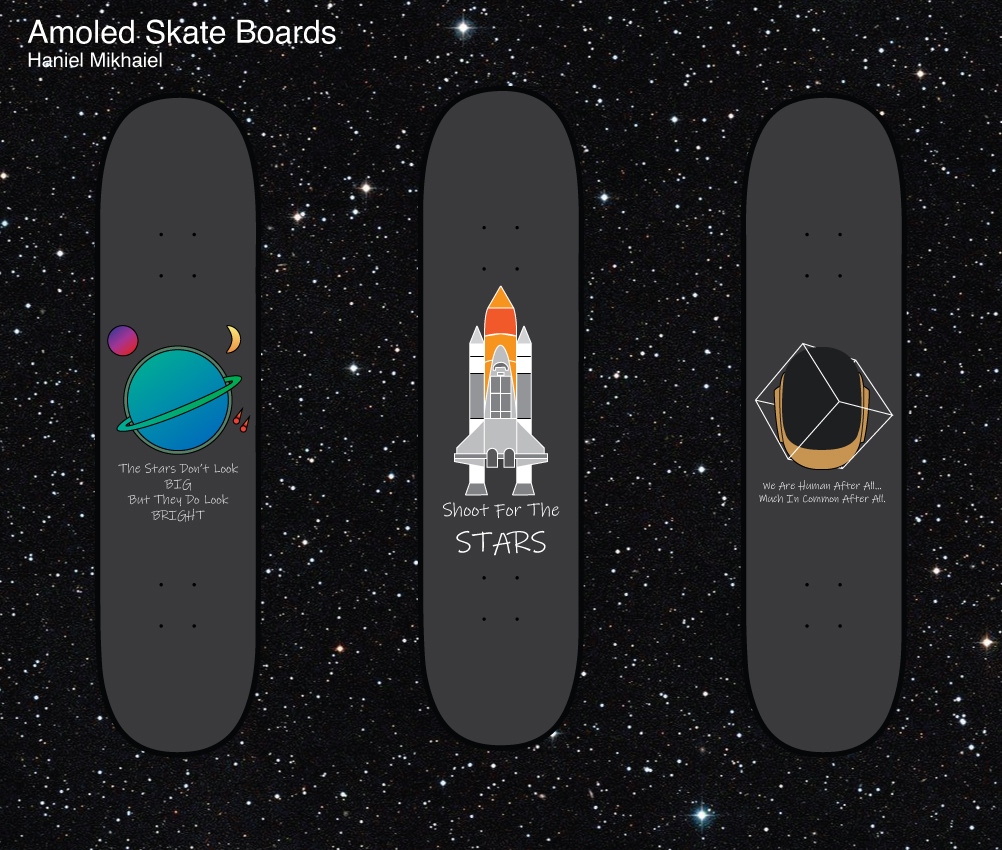 Amoled Skate Boards
Haniel Mikhaiel
The Stars Don't Look
BIG
But They Do Look
BRIGHT
Shoot For The
STARS
We Are Human After All...
Much In Common After All.